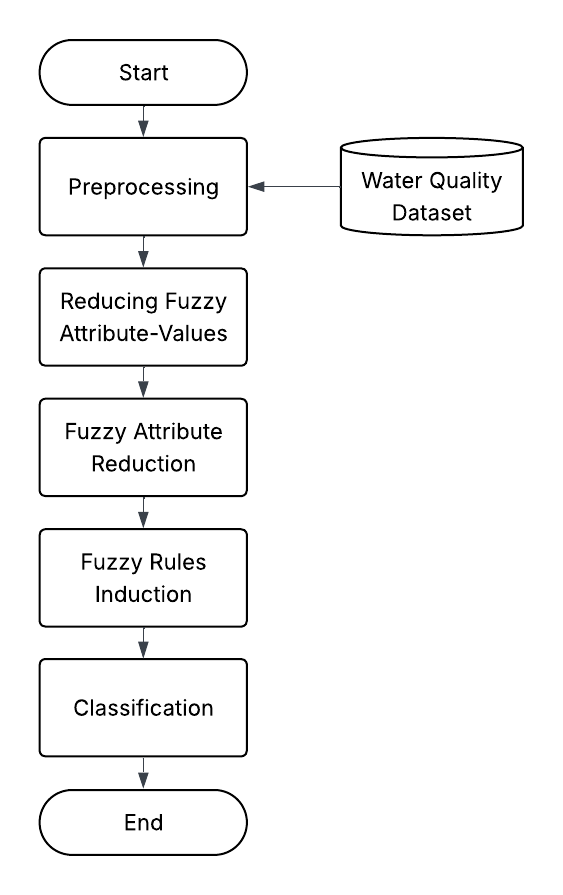 Start
Preprocessing
Water Quality
Dataset
Reducing Fuzzy
Attribute-Values
Fuzzy Attribute
Reduction
Fuzzy Rules
Induction
Classification
End